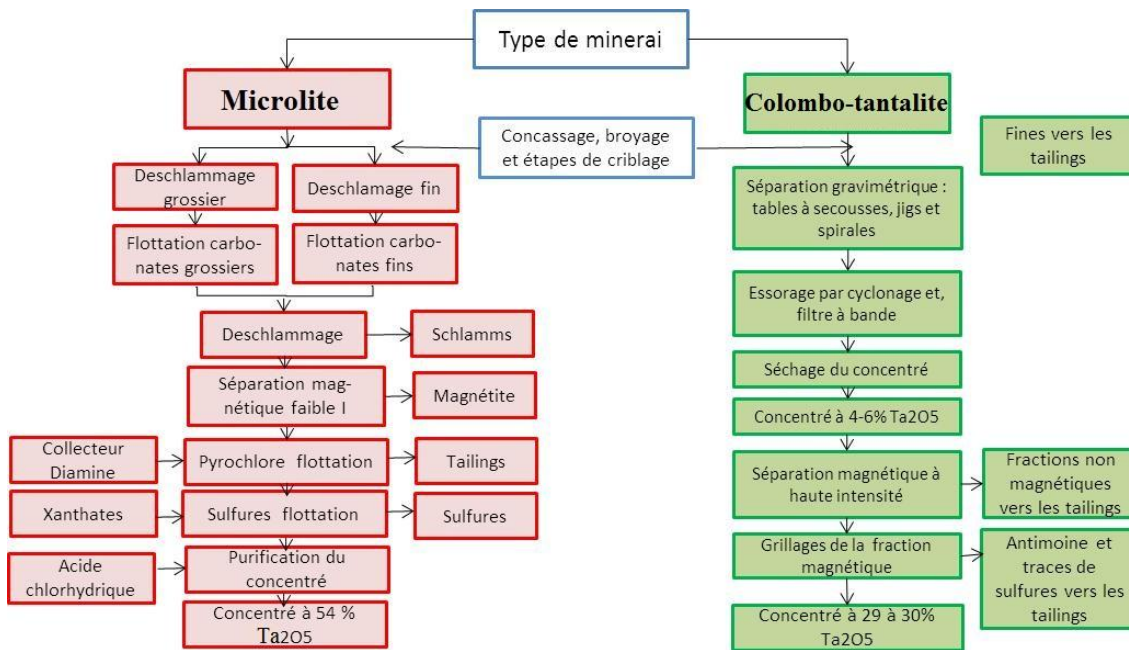 Type de minerai
Microlite
Colombo-tantalite
Concassage, broyage
et étapes de criblage
Fines vers les
tailings
Deschlammage
grossier
Deschlamage fin
Séparation gravimétrique :
tables à secousses, jigs et
spirales
Flottation carbo-
nates grossiers
Flottation carbo-
nates fins
Essorage par cyclonage et,
filtre à bande
Deschlammage
Schlamms
Séchage du concentré
Séparation mag-
nétique faible I
Magnétite
Concentré à 4-6% Ta2O5
Collecteur
Diamine
Pyrochlore flottation
Tailings
Séparation magnétique à
haute intensité
Fractions non
magnétiques
vers les tailings
Xanthates
Sulfures flottation
Sulfures
Grillages de la fraction
magnétique
Antimoine et
traces de
sulfures vers les
tailings
Acide
chlorhydrique
Purification du
concentré
Concentré à 54 %
Ta2O5
Concentré à 29 à 30%
Ta2O5